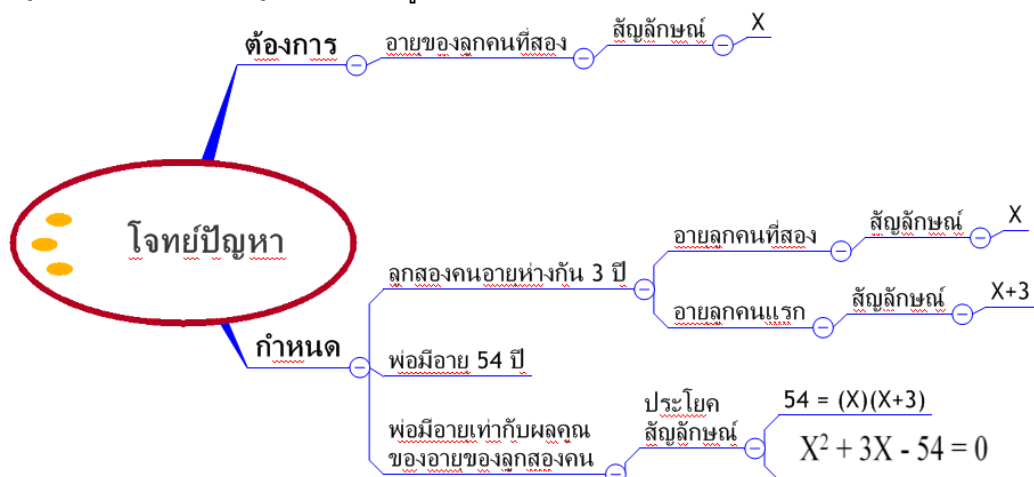 ต้องการ
อายุของลูกคนที่สอง
สัญลักษณ์
X
โจทย์ปัญหา
กำหนด
ลูกสองคนอายุห่างกัน 3 ปี
อายุลูกคนที่สอง
สัญลักษณ์
X
อายุลูกคนแรก
สัญลักษณ์
X+3
พ่อมีอายุ 54 ปี
พ่อมีอายุเท่ากับผลคูณ
ของอายุของลูกสองคน
ประโยค
สัญลักษณ์
54 = (X)(X+3)
X² + 3X - 54 = 0